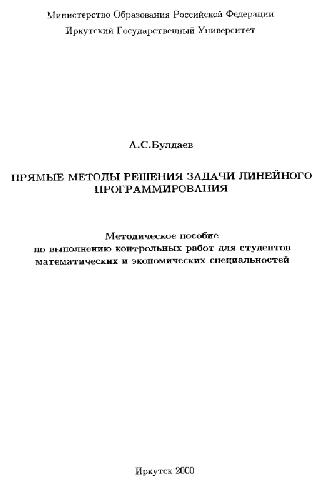 Министерство Образования Российской Федерации
Иркутский Государственный Университет
А.С.Булдаев
ПРЯМЫЕ МЕТОДЫ РЕШЕНИЯ ЗАДАЧИ ЛИНЕЙНОГО
ПРОГРАММИРОВАНИЯ
Методическое пособие
по выполнению контрольных работ для студентов
математических и экономических специальностей
Иркутск 2000